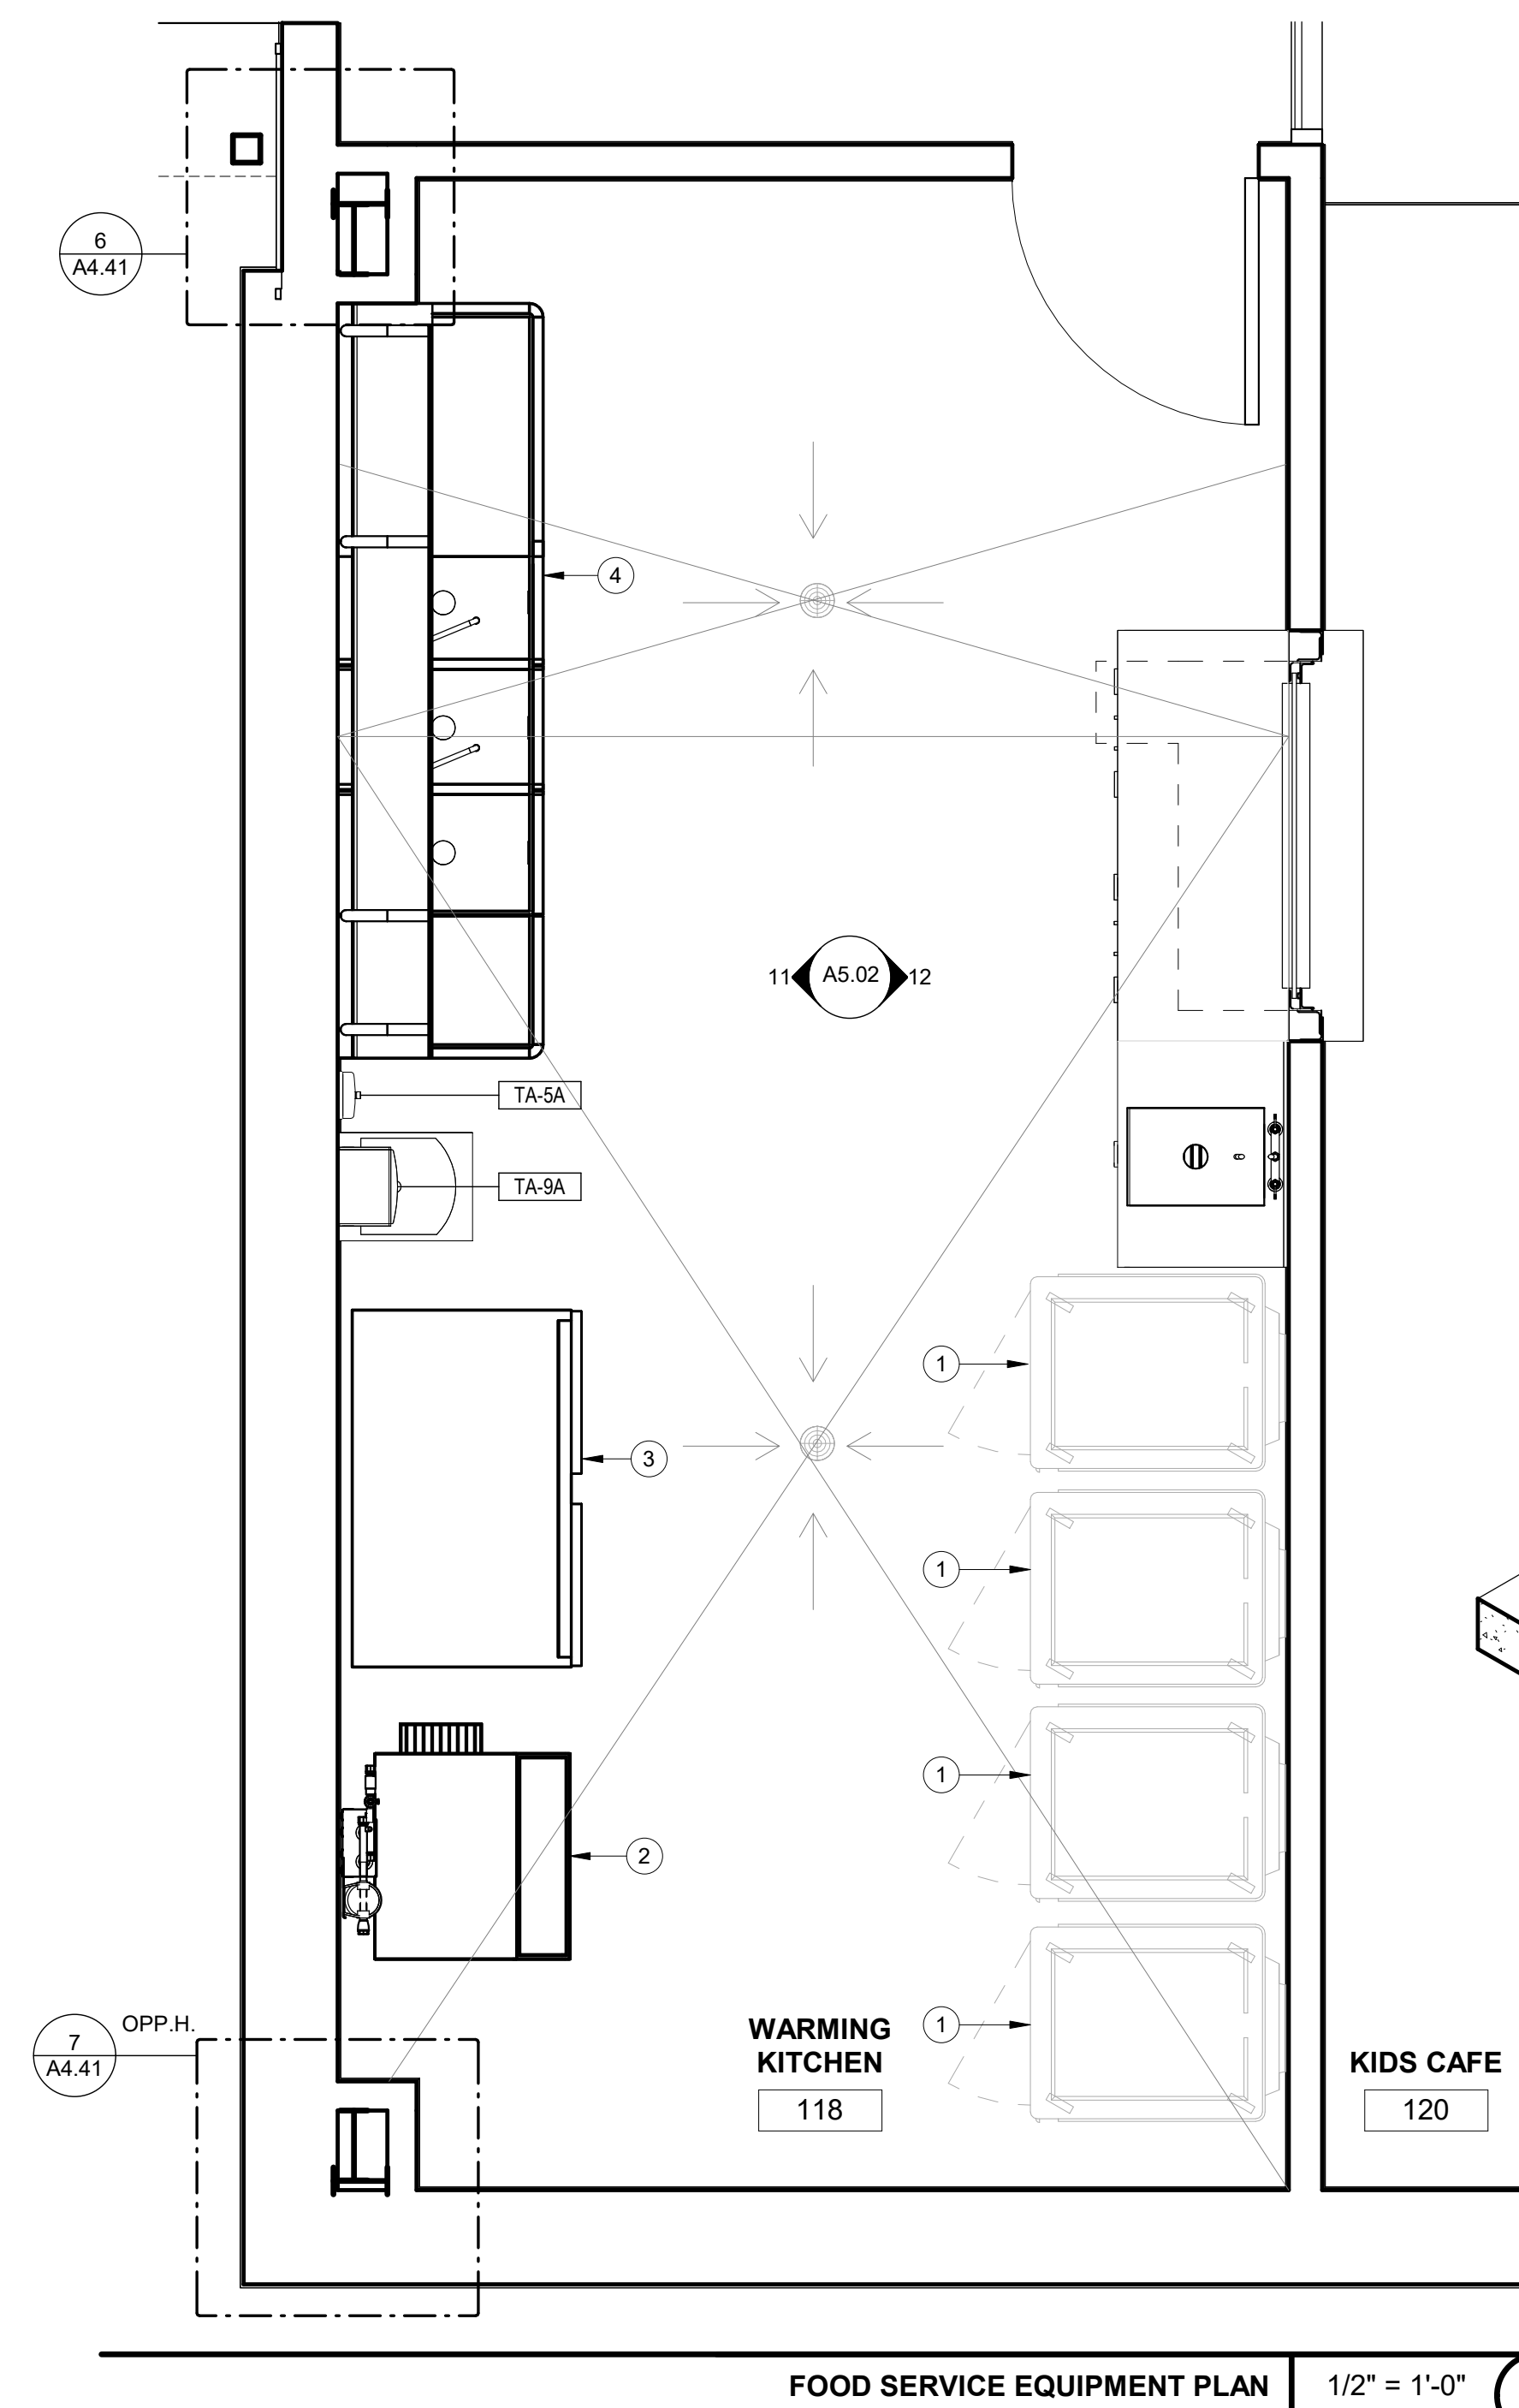 6
A4.41
4
11
A5.02
12
TA-5A
TA-9A
1
3
1
1
2
OPP.H.
7
A4.41
WARMING
KITCHEN
118
1
KIDS CAFE
120
FOOD SERVICE EQUIPMENT PLAN
1/2" = 1'-0"